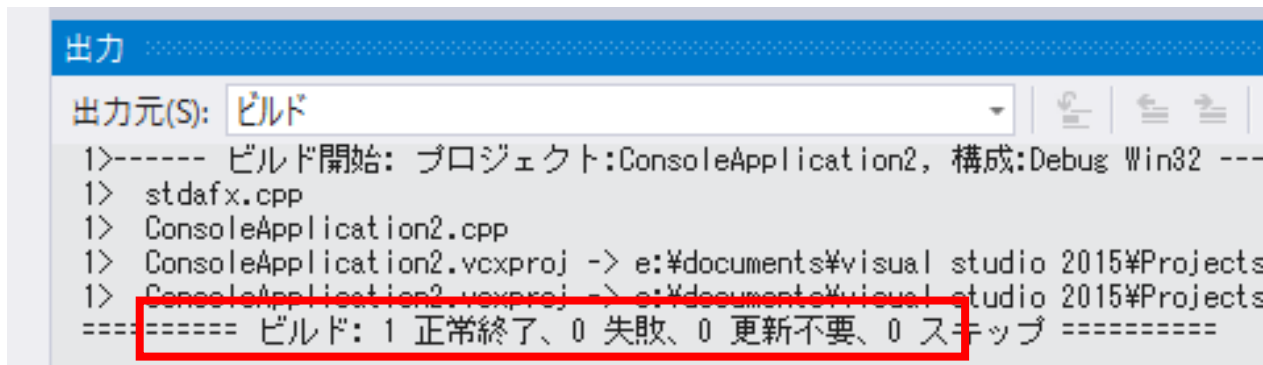 出力
出力元(S): ビルド
1>------ ビルド開始: プロジェクト:ConsoleApplication2, 構成:Debug Win32 ---
1>  stdafx.cpp
1>  ConsoleApplication2.cpp
1>  ConsoleApplication2.vcxproj -> e:¥documents¥visual studio 2015¥Projects
1>  ConsoleApplication2.vcxproj -> e:¥documents¥visual studio 2015¥Projects
========== ビルド: 1 正常終了、0 失敗、0 更新不要、0 スキップ ==========